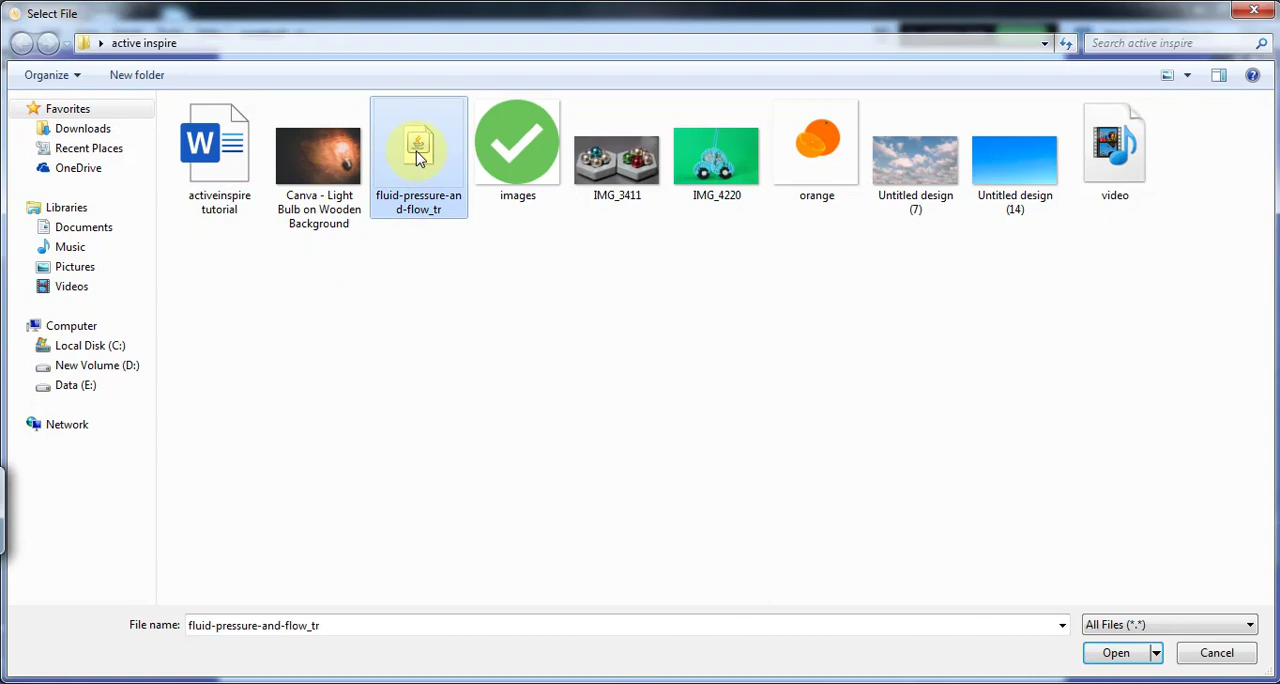 Select File
active inspire
Search active inspire
Organize
New folder
Favorites
Downloads
Recent Places
OneDrive
Libraries
Documents
Music
Pictures
Videos
Computer
Local Disk (C:)
New Volume (D:)
Data (E:)
Network
W
activeinspire
tutorial
Canva - Light
Bulb on Wooden
Background
fluid-pressure-an
d-flow_tr
images
IMG_3411
IMG_4220
orange
Untitled design
(7)
Untitled design
(14)
video
File name:
fluid-pressure-and-flow_tr
All Files (*.*)
Open
Cancel